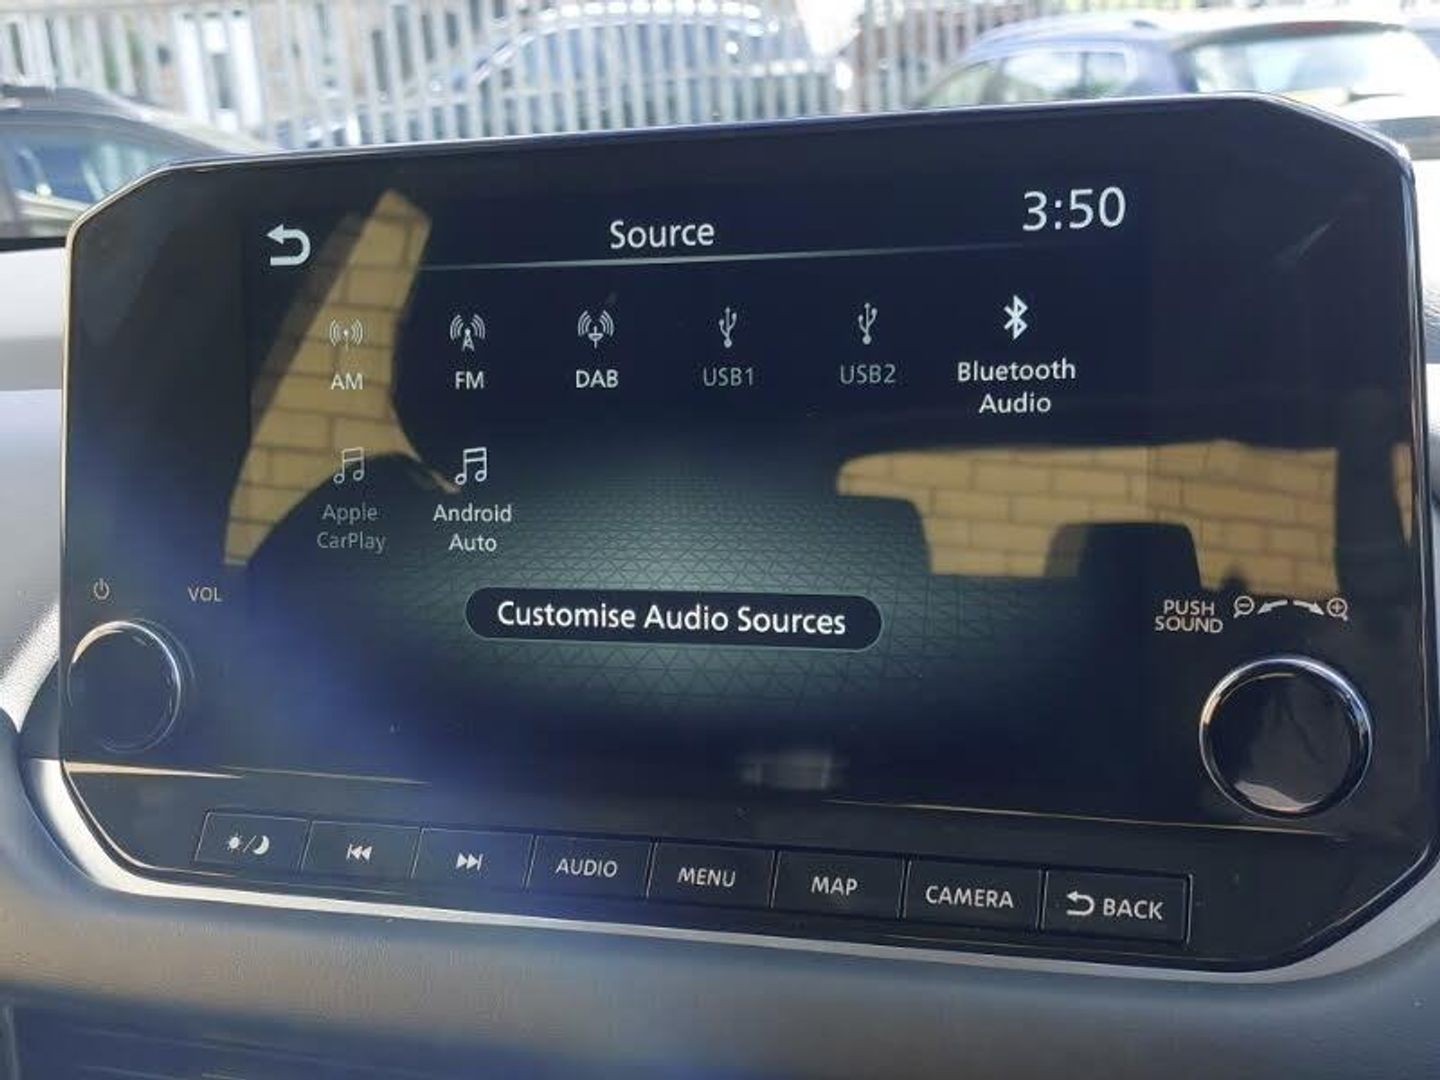 Source
3:50
AM
FM
DAB
USB1
USB2
Bluetooth
Audio
Apple
CarPlay
Android
Auto
VOL
Customise Audio Sources
PUSH
SOUND
AUDIO
MENU
MAP
CAMERA
BACK